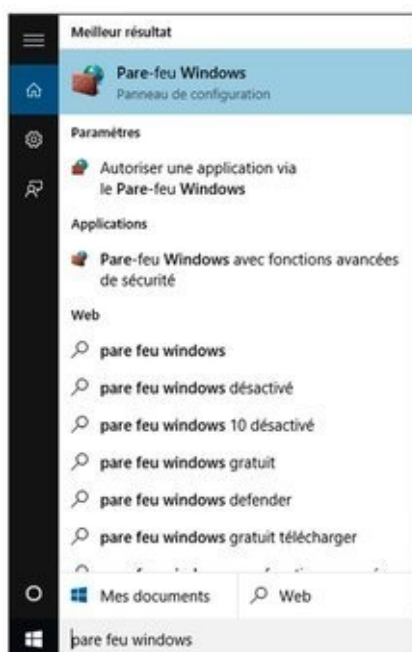 Meilleur résultat
Pare-feu Windows
Panneau de configuration
Paramètres
Autoriser une application via
le Pare-feu Windows
Applications
Pare-feu Windows avec fonctions avancées
de sécurité
Web
pare feu windows
pare feu windows désactivé
pare feu windows 10 désactivé
pare feu windows gratuit
pare feu windows defender
pare feu windows gratuit télécharger
Mes documents
Web
pare feu windows